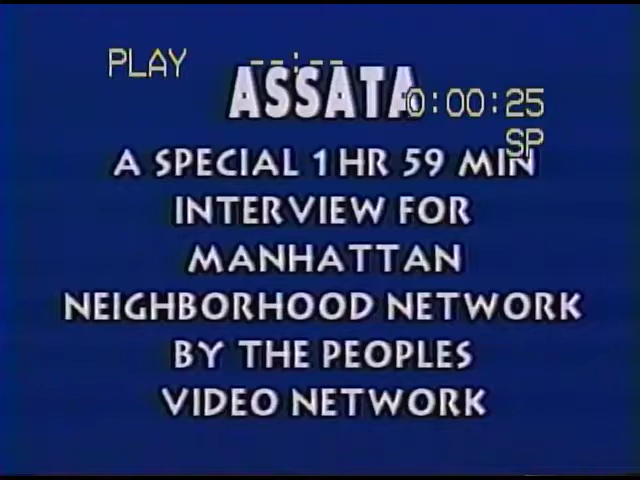 PLAY --:--
ASSATA
0:00:25
SP
A SPECIAL 1 HR 59 MIN
INTERVIEW FOR
MANHATTAN
NEIGHBORHOOD NETWORK
BY THE PEOPLES
VIDEO NETWORK